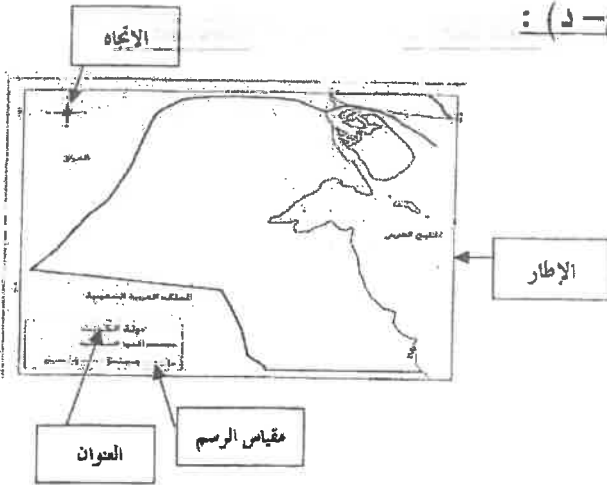 – د ) :
الاتجاه
العراق
الخليج العربي
الإطار
المملكة العربية السعودية
دولة الكويت
مقياس الرسم
العنوان